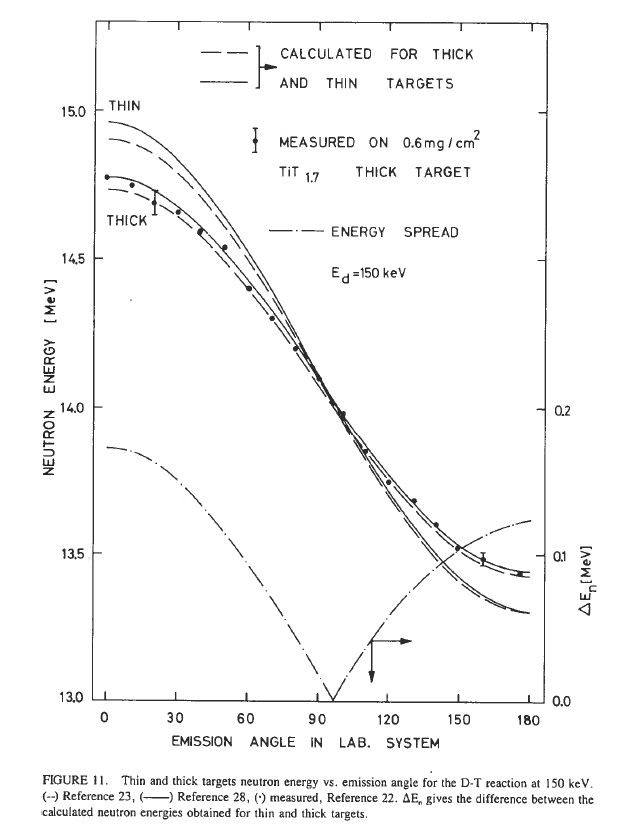 CALCULATED FOR THICK
AND THIN TARGETS
THIN
15.0
MEASURED ON 0.6mg/cm2
TiT 1.7 THICK TARGET
THICK
ENERGY SPREAD
Ed=150 keV
14,5
NEUTRON ENERGY [MeV]
14.0
0.2
13.5
0.1
ΔEn[MeV]
13.0
0.0
0 30 60 90 120 150 180
EMISSION ANGLE IN LAB. SYSTEM
FIGURE 11. Thin and thick targets neutron energy vs. emission angle for the D-T reaction at 150 keV.
(--) Reference 23, (——) Reference 28, (·) measured, Reference 22. ΔEn gives the difference between the
calculated neutron energies obtained for thin and thick targets.